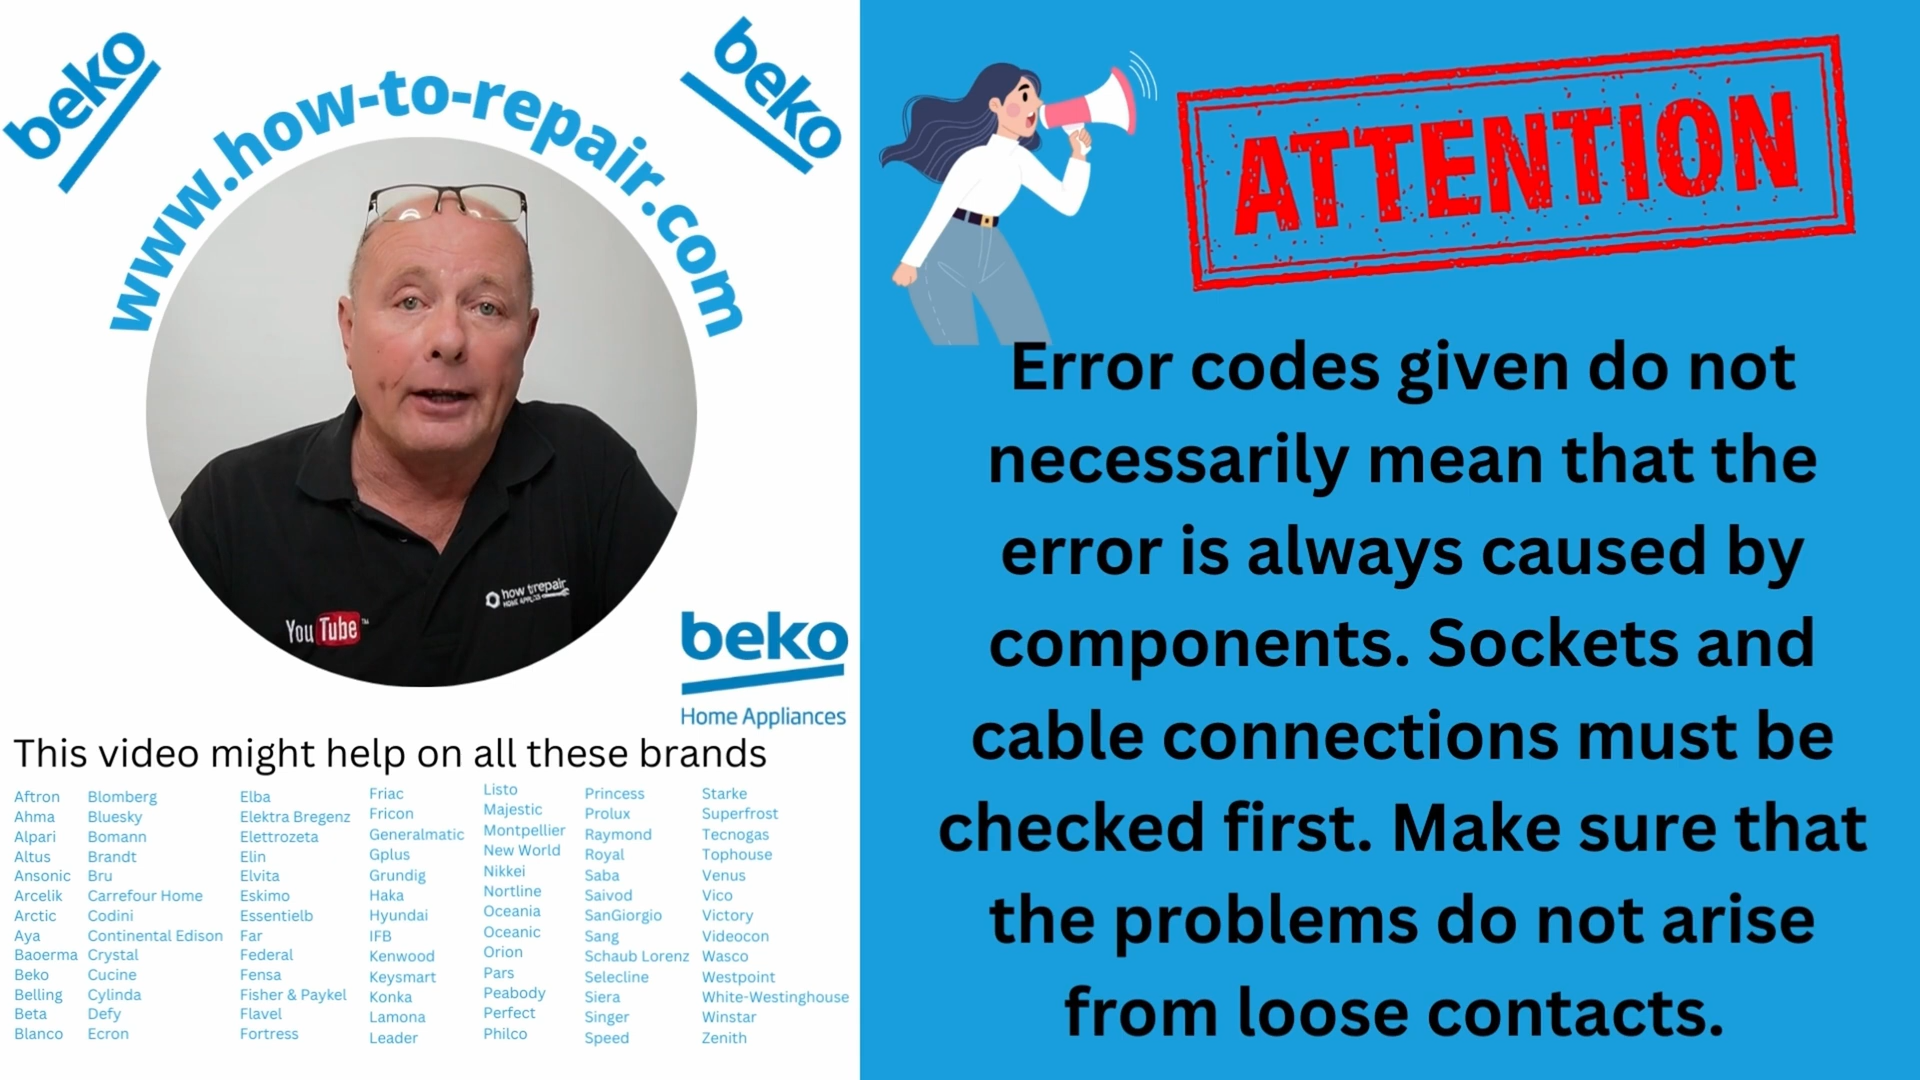 beko
beko
www.how-to-repair.com
how to repair
HOME APPLIANCES
YouTube™
beko
Home Appliances
This video might help on all these brands
Aftron
Ahma
Alpari
Altus
Ansonic
Arcelik
Arctic
Aya
Baoerma
Beko
Belling
Beta
Blanco
Blomberg
Bluesky
Bomann
Brandt
Bru
Carrefour Home
Codini
Continental Edison
Crystal
Cucine
Cylinda
Defy
Ecron
Elba
Elektra Bregenz
Elettrozeta
Elin
Elvita
Eskimo
Essentielb
Far
Federal
Fensa
Fisher & Paykel
Flavel
Fortress
Friac
Fricon
Generalmatic
Gplus
Grundig
Haka
Hyundai
IFB
Kenwood
Keysmart
Konka
Lamona
Leader
Listo
Majestic
Montpellier
New World
Nikkei
Nortline
Oceania
Oceanic
Orion
Pars
Peabody
Perfect
Philco
Princess
Prolux
Raymond
Royal
Saba
Saivod
SanGiorgio
Sang
Schaub Lorenz
Selecline
Siera
Singer
Speed
Starke
Superfrost
Tecnogas
Tophouse
Venus
Vico
Victory
Videocon
Wasco
Westpoint
White-Westinghouse
Winstar
Zenith
ATTENTION
Error codes given do not
necessarily mean that the
error is always caused by
components. Sockets and
cable connections must be
checked first. Make sure that
the problems do not arise
from loose contacts.